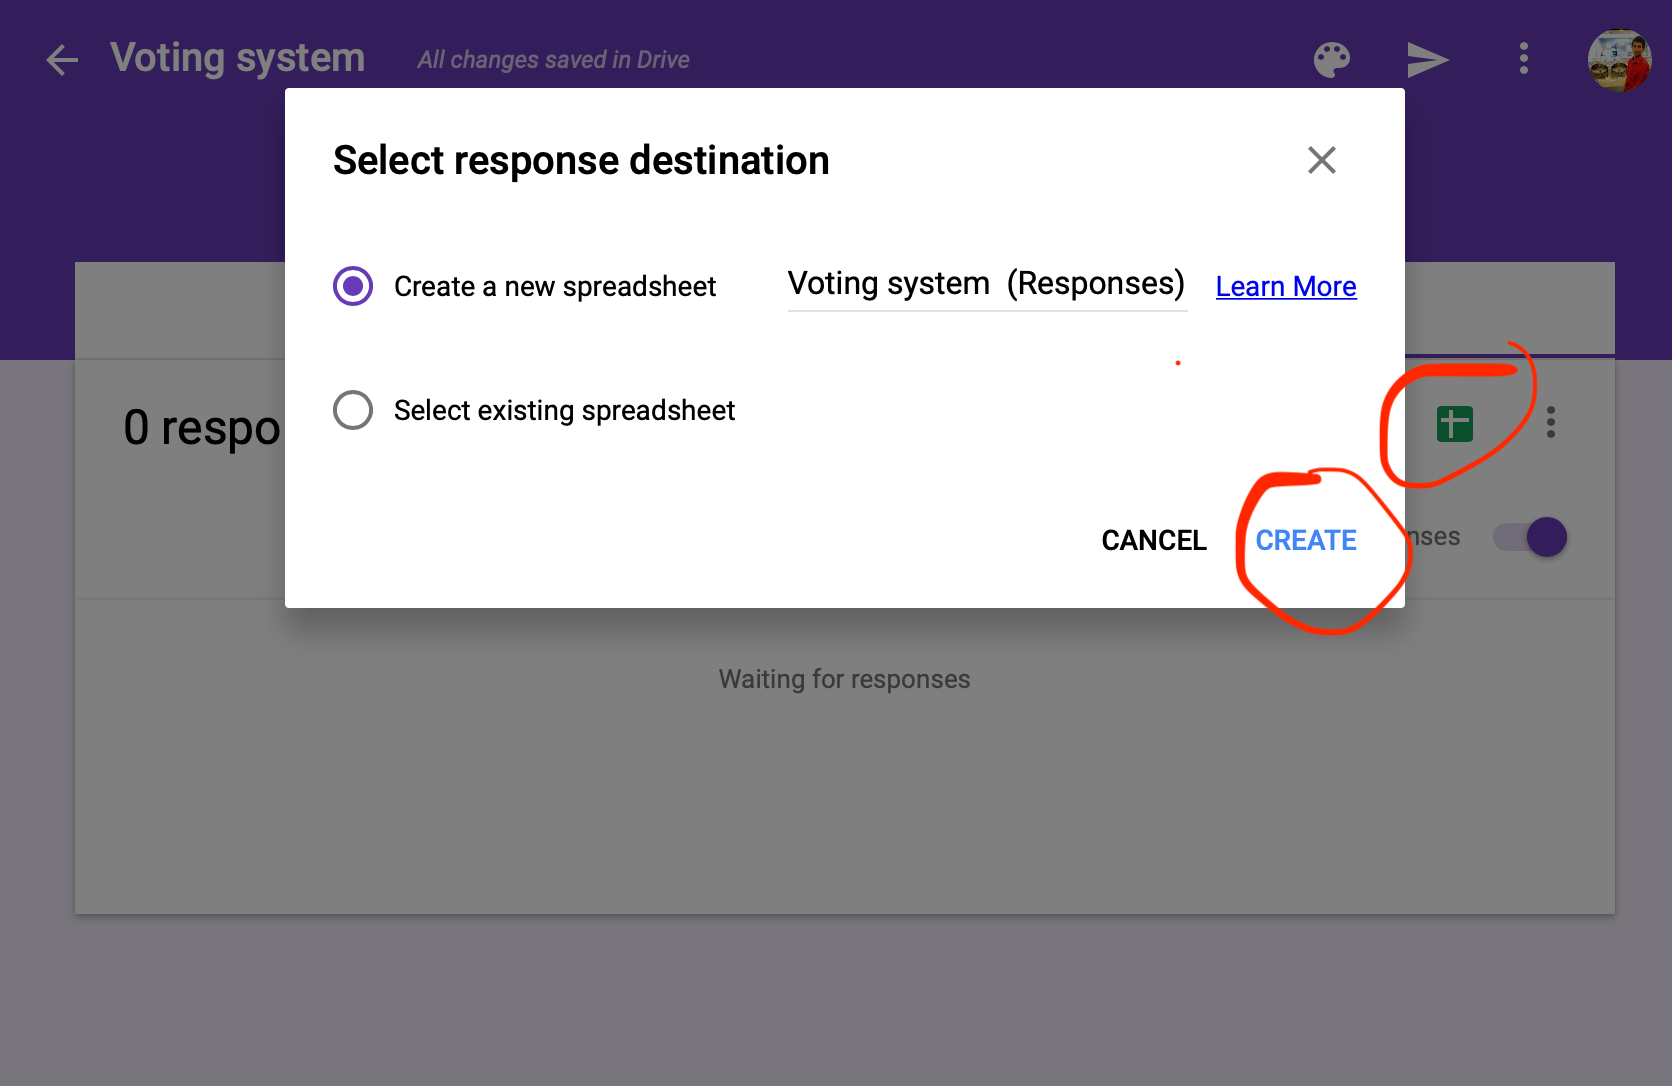 Voting system
All changes saved in Drive
Select response destination
Create a new spreadsheet
Voting system (Responses)
Learn More
Select existing spreadsheet
0 respo
CANCEL
CREATE
nses
Waiting for responses